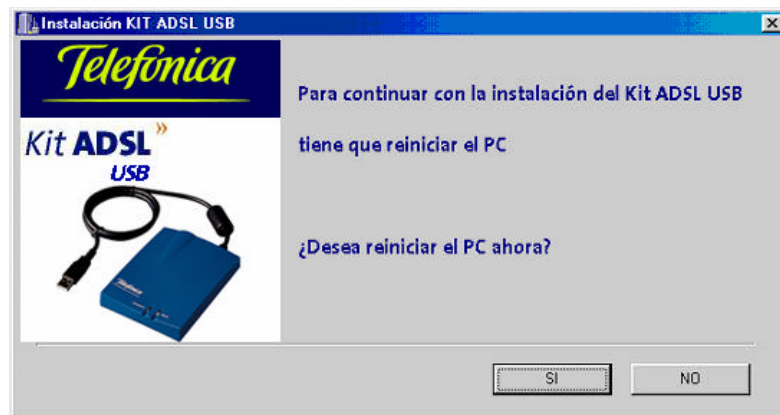 Instalación KIT ADSL USB
Telefónica
Kit ADSL»
USB
Telefónica
Para continuar con la instalación del Kit ADSL USB
tiene que reiniciar el PC
¿Desea reiniciar el PC ahora?
SI
NO